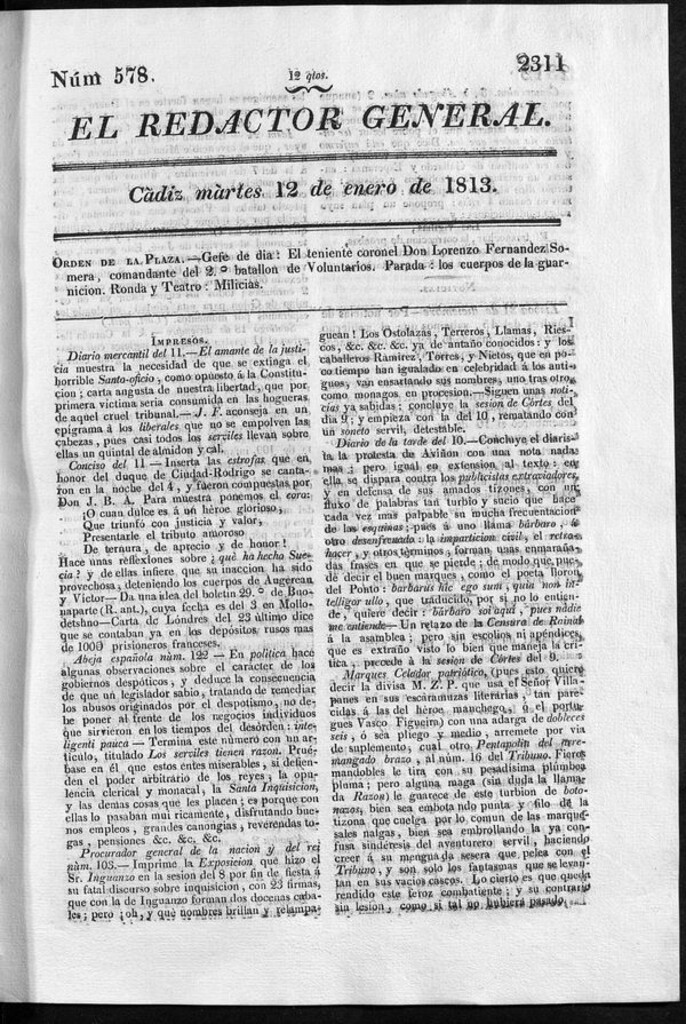 Núm 578.
12 qtos.
2311
EL REDACTOR GENERAL.
Cádiz màrtes 12 de enero de 1813.
ORDEN DE LA PLAZA.—Gefe de dia: El teniente coronel Don Lorenzo Fernandez So-
mera, comandante del 2.º batallon de Voluntarios. Parada: los cuerpos de la guar-
nicion. Ronda y Teatro: Milicias.
IMPRESOS.
Diario mercantil del 11.—El amante de la justi-
cia muestra la necesidad de que se extinga el
horrible Santo-oficio, como opuesto á la Constitu-
cion; carta angusta de nuestra libertad, que por
primera víctima seria consumida en las hogueras
de aquel cruel tribunal.—J. F. aconseja en un
epígrama á los liberales que no se empolven las
cabezas, pues casi todos los serviles llevan sobre
ellas un quintal de almidon y cal.
Conciso del 11—Inserta las estrofas que en
honor del duque de Ciudad-Rodrigo se canta-
ron en la noche del 4, y fueron compuestas por
Don J. B. A. Para muestra ponemos el coro:
¡O cuan dulce es á un héroe glorioso,
Que triunfó con justicia y valor,
Presentarle el tributo amoroso
De ternura, de aprecio y de honor!
Hace unas reflexiones sobre ¿qué ha hecho Sue-
cia? y de ellas infiere que su inaccion ha sido
provechosa, deteniendo los cuerpos de Augerean
y Victor—Da una idea del boletin 29.º de Buo-
naparte (R. ant.), cuya fecha es del 3 en Mollo-
detshno—Carta de Lóndres del 23 último dice
que se contaban ya en los depósitos rusos mas
de 1000 prisioneros franceses.
Abeja española núm. 122—En política hace
algunas observaciones sobre el carácter de los
gobiernos despóticos, y deduce la consecuencia
de que un legislador sabio, tratando de remediar
los abusos originados por el despotismo, no de-
be poner al frente de los negocios individuos
que sirvieron en los tiempos del desórden: inte-
ligenti pauca—Termina este número con un ar-
tículo, titulado Los serviles tienen razon. Prué-
base en él que estos entes miserables, si defien-
den el poder arbitrario de los reyes, la opu-
lencia clerical y monacal, la Santa Inquisicion,
y las demas cosas que les placen; es porque con
ellas lo pasaban mui ricamente, disfrutando bue-
nos empleos, grandes canongías, reverendas to-
gas, pensiones &c. &c. &c.
Procurador general de la nacion y del rei
núm. 103.—Imprime la Exposicion que hizo el
Sr. Inguanzo en la sesion del 8 por fin de fiesta á
su fatal discurso sobre inquisicion, con 23 firmas,
que con la de Inguanzo forman dos docenas caba-
les; pero ¡oh, y qué nombres brillan y relampa-
guean! Los Ostolazas, Terreros, Llamas, Ries-
cos, &c. &c. &c. ya de antaño conocidos: y los
caballeros Ramirez, Torres, y Nietos, que en po-
co tiempo han igualado en celebridad á los anti-
guos, van ensartando sus nombres, uno tras otro,
como monagos en procesion.—Siguen unas noti-
cias ya sabidas; concluye la sesion de Córtes del
dia 9; y empieza con la del 10, rematando con
un soneto servil, detestable.
Diario de la tarde del 10.—Concluye el diaris-
ta la protesta de Aviñon con una nota nada
mas; pero igual en extension al texto: en
ella se dispara contra los publicistas extraviadores,
y en defensa de sus amados tizones, con un
fluxo de palabras tan turbio y sucio que hace
cada vez mas palpable su mucha frecuentacion
de las esquinas; pues á uno llama bárbaro, á
otro desenfrenado: la imparticion civil, el retra-
hacer, y otros términos, forman unas enmaraña-
das frases en que se pierde; de modo que pue-
de decir el buen marques, como el poeta lloron
del Ponto: barbarus hic ego sum, quia non in-
telligor ullo, que traducido, por si no lo entien-
de, quiere decir: bárbaro soi aquí, pues nadie
me entiende—Un retazo de la Censura de Rainal
á la asamblea; pero sin escolios ni apéndices,
que es extraño visto lo bien que maneja la crí-
tica, precede á la sesion de Córtes del 9.
Marques Celador patriótico, (pues esto quiere
decir la divisa M. Z. P. que usa el Señor Villa-
panes en sus escaramuzas literarias, tan pare-
cidas á las del héroe manchego, ó el portu-
gues Vasco Figueira) con una adarga de dobleces
seis, ó sea pliego y medio, arremete por via
de suplemento, cual otro Pentapolin del arre-
mangado brazo, al núm. 16 del Tribuno. Fieros
mandobles le tira con su pesadísima plúmbea
pluma; pero alguna maga (sin duda la llama-
da Razon) le guarece de este turbion de boto-
nazos, bien sea embotando punta y filo de la
tizona que cuelga por lo comun de las marque-
sales nalgas, bien sea embrollando la ya con-
fusa sindéresis del aventurero servil, haciendo
creer á su menguada sesera que pelea con el
Tribuno, y son solo los fantasmas que se levan-
tan en sus vacios cascos. Lo cierto es que queda
rendido este feroz combatiente; y su contrario
sin lesion, como si tal no hubiera pasado